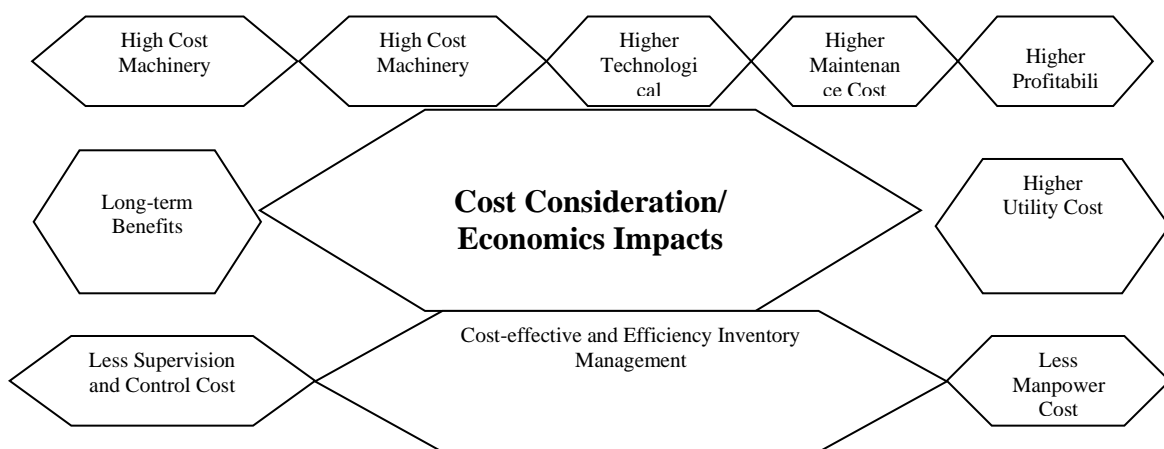 High Cost
Machinery
High Cost
Machinery
Higher
Technologi
cal
Higher
Maintenan
ce Cost
Higher
Profitabili
Long-term
Benefits
Cost Consideration/
Economics Impacts
Higher
Utility Cost
Less Supervision
and Control Cost
Cost-effective and Efficiency Inventory
Management
Less
Manpower
Cost